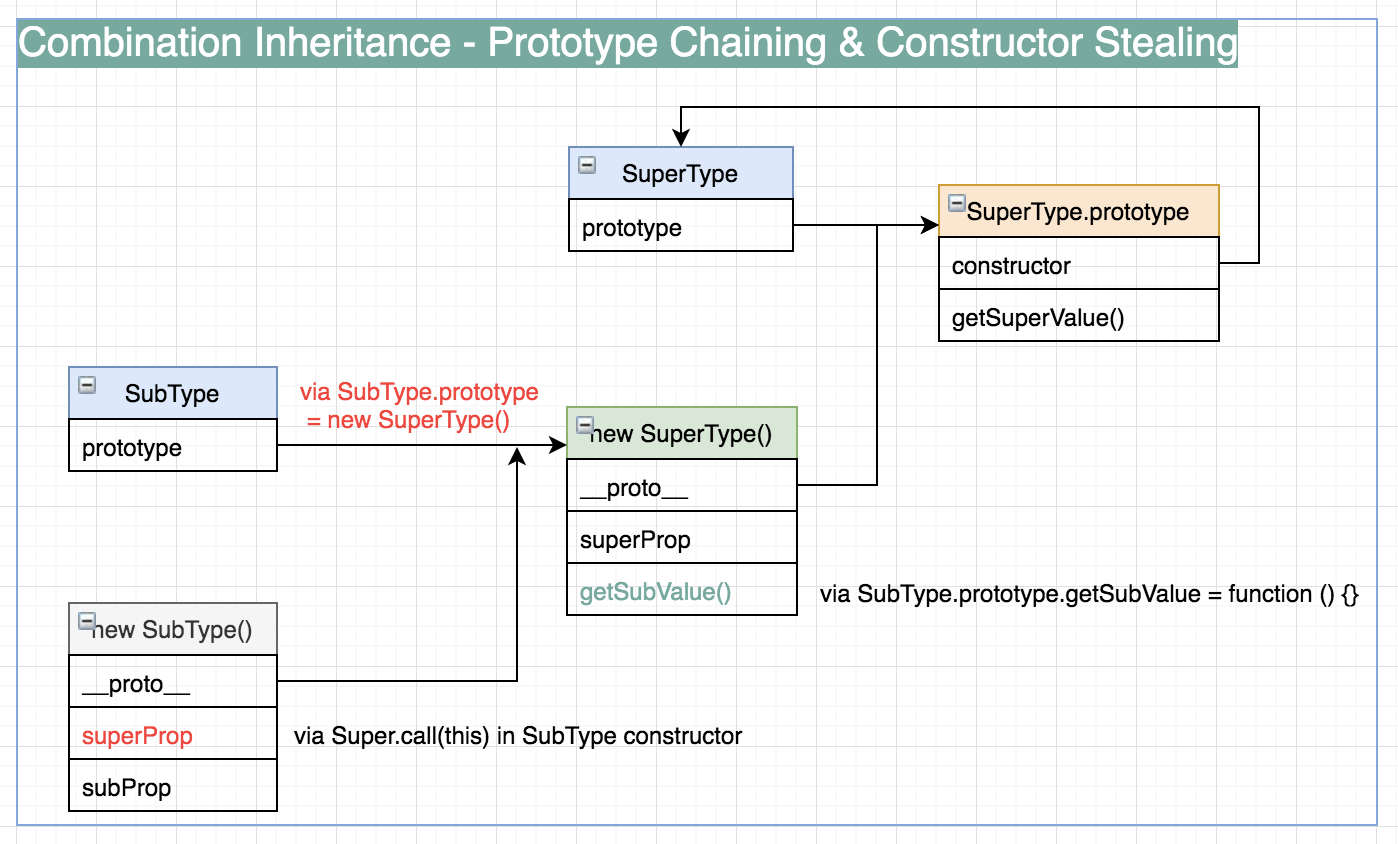 Combination Inheritance - Prototype Chaining & Constructor Stealing
SuperType
prototype
SuperType.prototype
constructor
getSuperValue()
SubType
prototype
via SubType.prototype
= new SuperType()
new SuperType()
__proto__
superProp
getSubValue()
via SubType.prototype.getSubValue = function () {}
new SubType()
__proto__
superProp
via Super.call(this) in SubType constructor
subProp